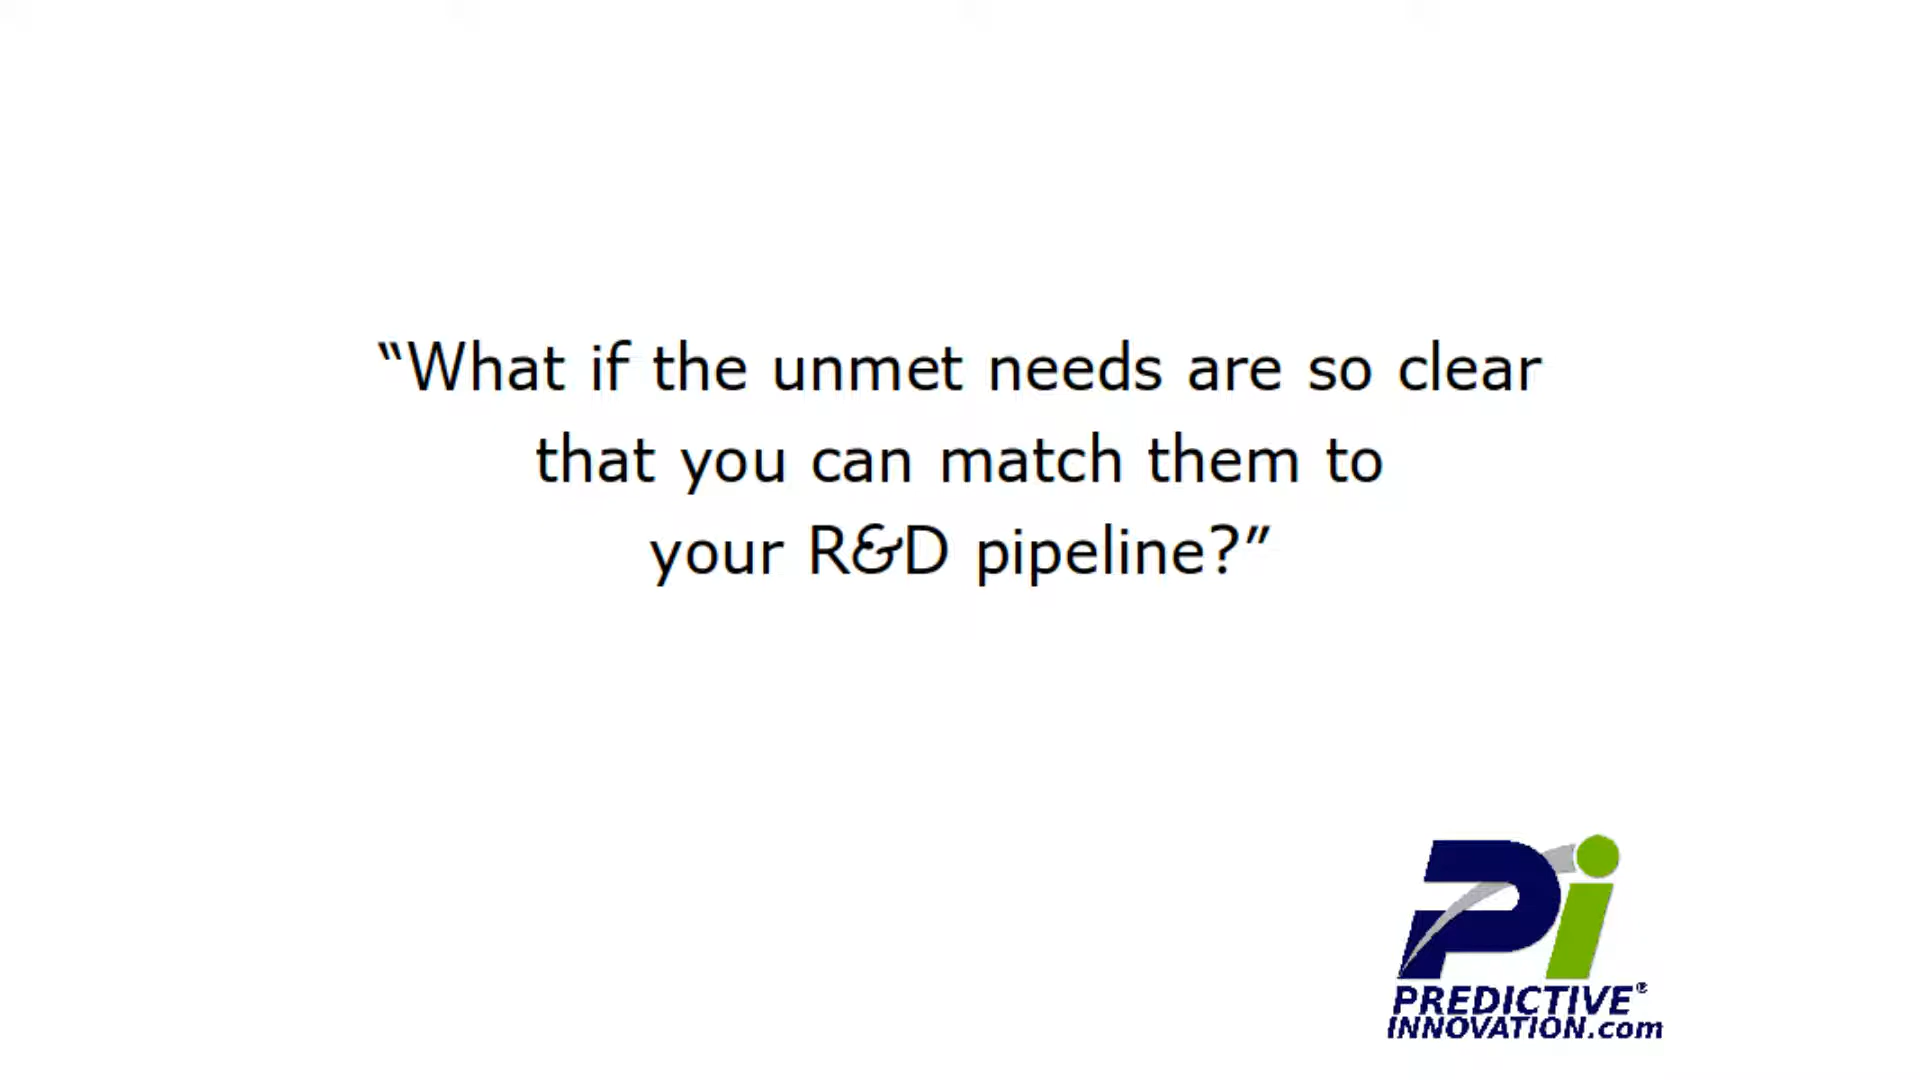 “What if the unmet needs are so clear
that you can match them to
your R&D pipeline?”
Pi
PREDICTIVE®
INNOVATION.com